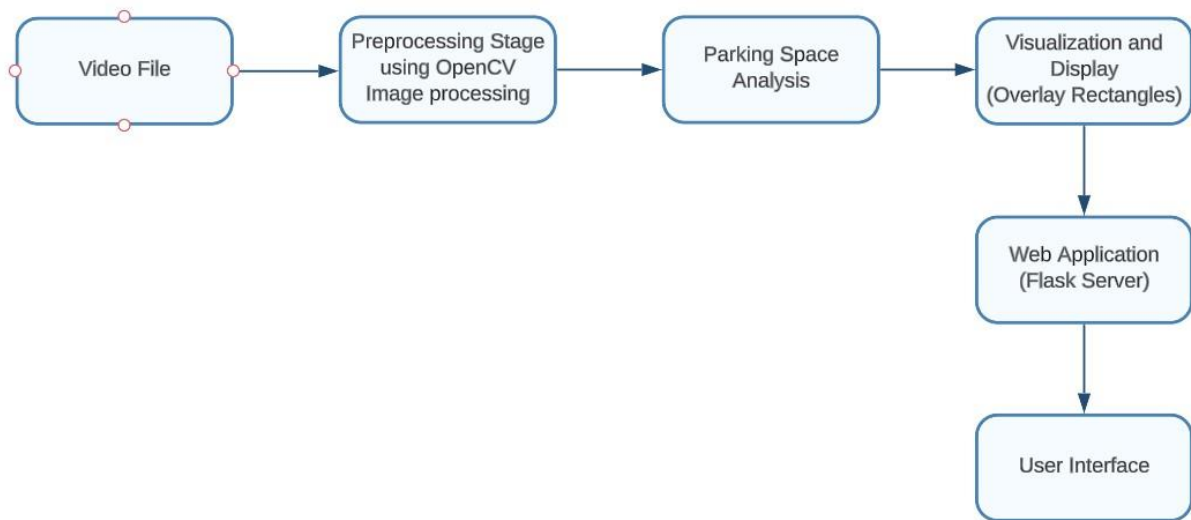 Video File
Preprocessing Stage
using OpenCV
Image processing
Parking Space
Analysis
Visualization and
Display
(Overlay Rectangles)
Web Application
(Flask Server)
User Interface